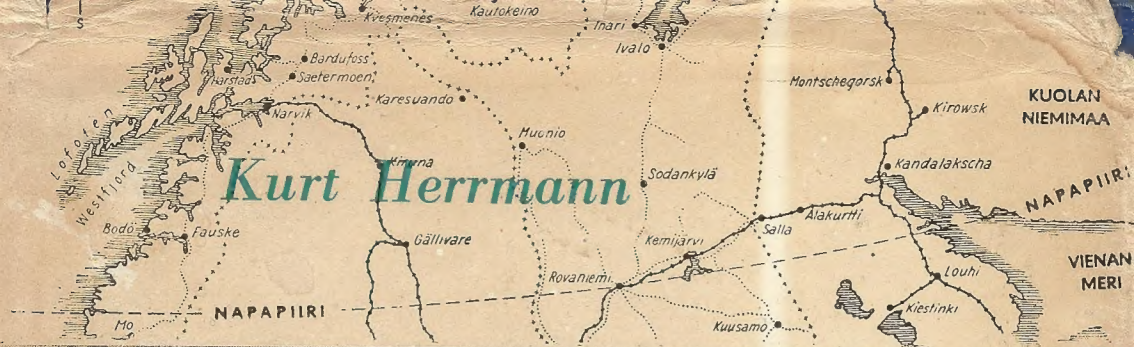 S
Kvesmenes
Kautokeino
Inari
Ivalo
Bardufoss
Harstad
Saetermoen
Karesuando
Narvik
Montschegorsk
Kirowsk
KUOLAN
NIEMIMAA
Lofoten
Muonio
Kiruna
Kandalakscha
Kurt Herrmann
Sodankylä
NAPAPIIRI
Westfjord
Bodö
Fauske
Gällivare
Salla
Alakurtti
Kemijärvi
Rovaniemi
VIENAN
MERI
Louhi
Kiestinki
NAPAPIIRI
Mo
Kuusamo